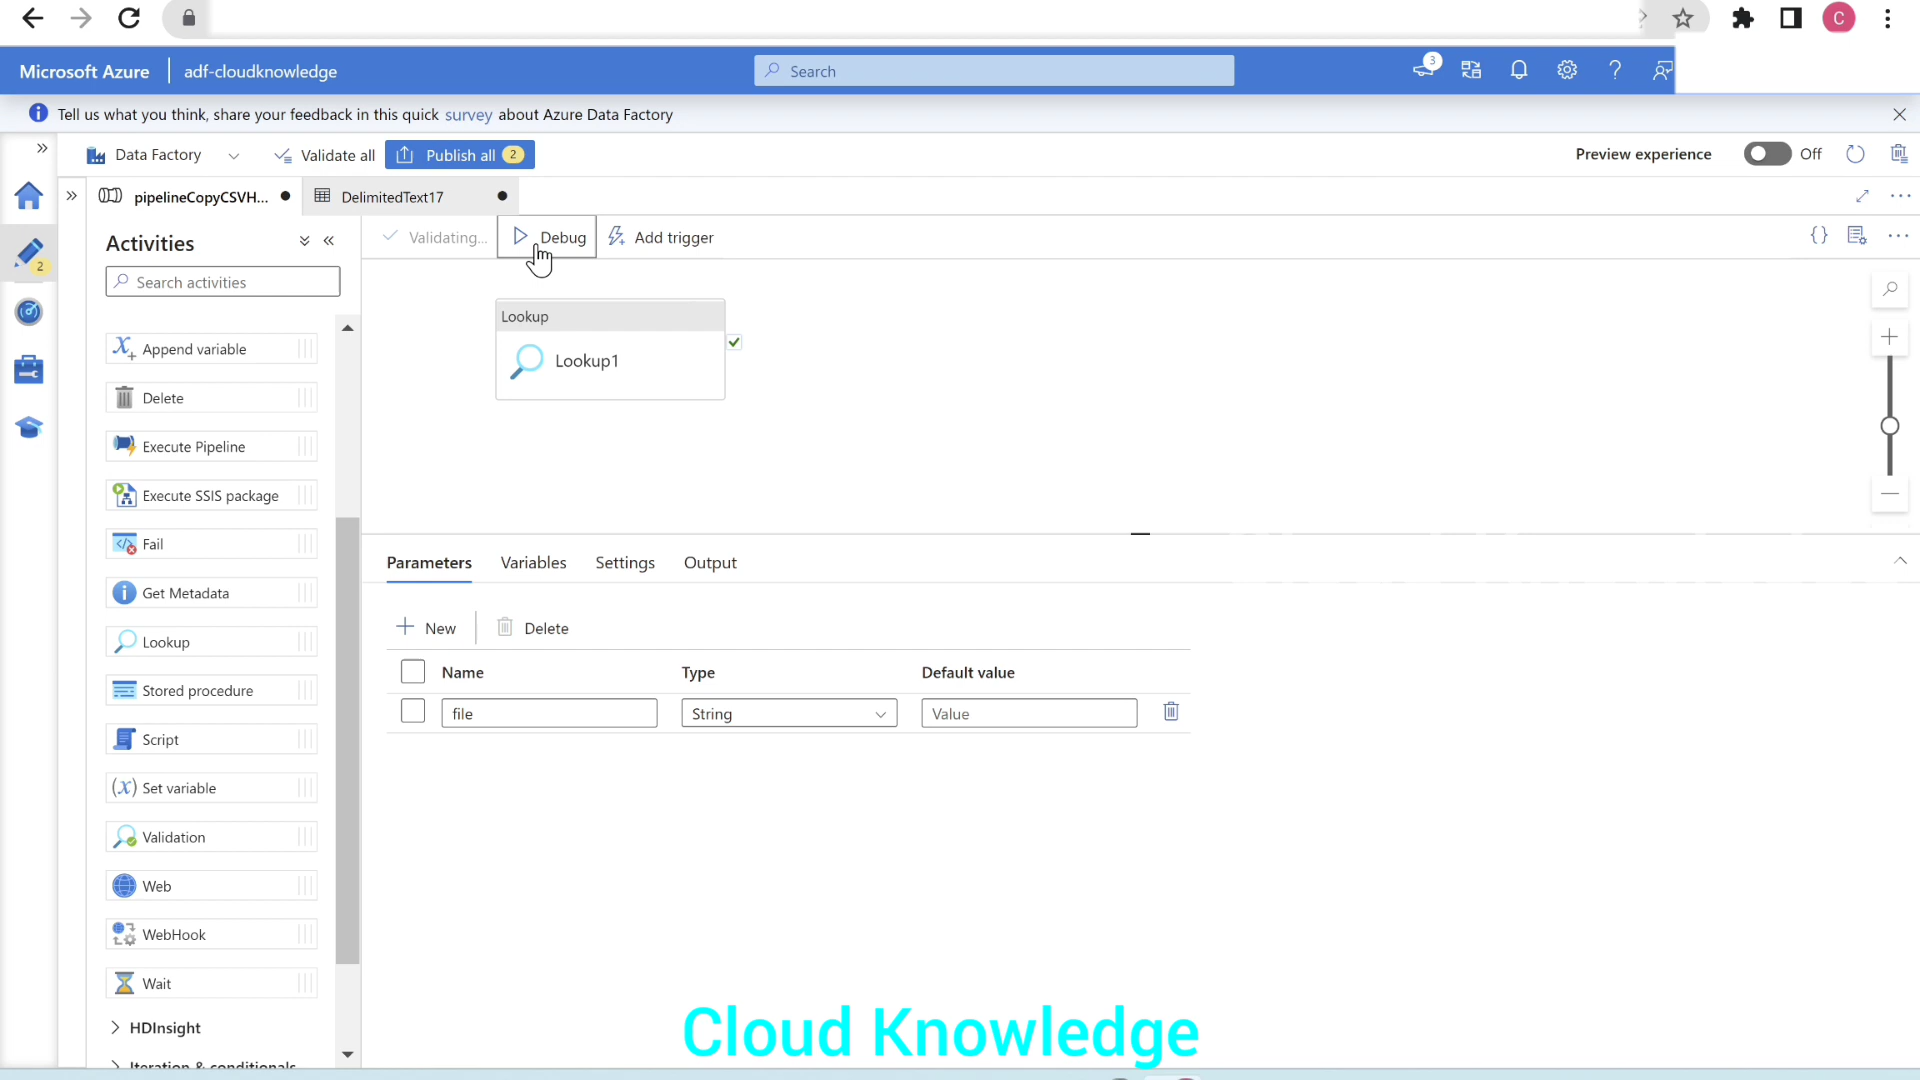 C
Microsoft Azure
adf-cloudknowledge
Search
3
Tell us what you think, share your feedback in this quick survey about Azure Data Factory
Data Factory
Validate all
Publish all
2
Preview experience
Off
pipelineCopyCSVH...
DelimitedText17
Activities
Validating...
Debug
Add trigger
{}
2
Search activities
Lookup
Lookup1
Append variable
Delete
Execute Pipeline
Execute SSIS package
Fail
Get Metadata
Lookup
Stored procedure
Script
(x) Set variable
Validation
Web
WebHook
Wait
HDInsight
Iteration & conditionals
Parameters
Variables
Settings
Output
New
Delete
Name
Type
Default value
file
String
Value
Cloud Knowledge